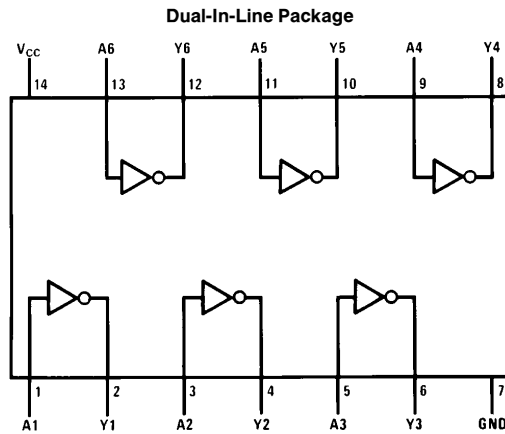 Dual-In-Line Package
VCC A6 Y6 A5 Y5 A4 Y4
14 13 12 11 10 9 8
1 2 3 4 5 6 7
A1 Y1 A2 Y2 A3 Y3 GND